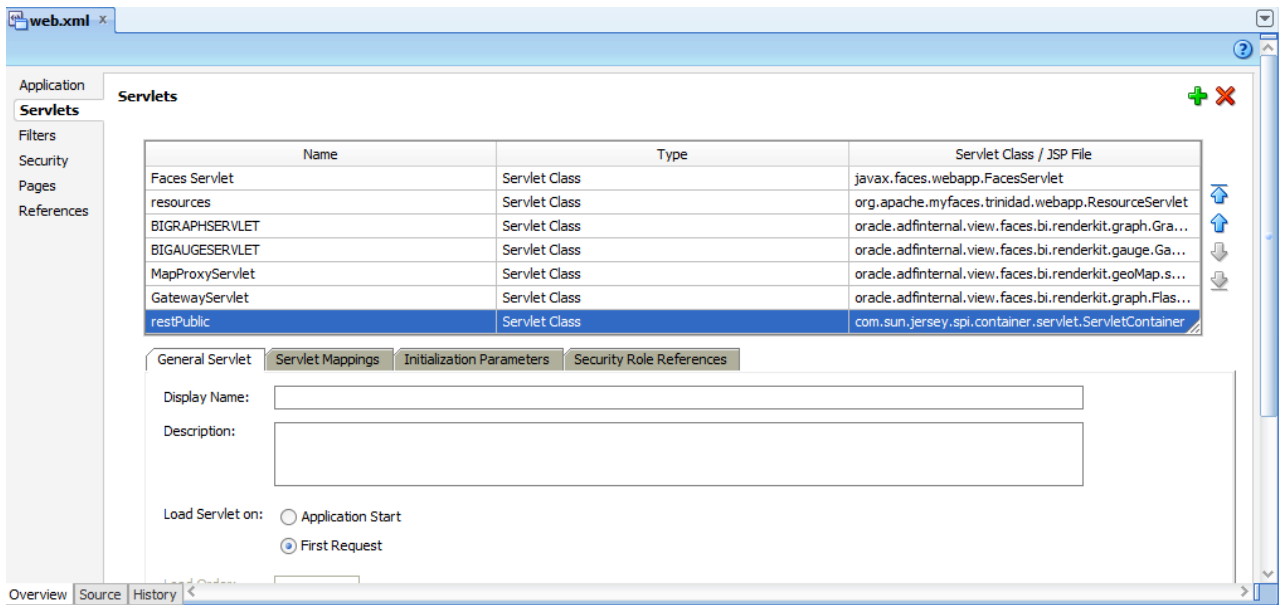 web.xml x
?
Application
Servlets
Filters
Security
Pages
References
Servlets
Name Type Servlet Class / JSP File
Faces Servlet Servlet Class javax.faces.webapp.FacesServlet
resources Servlet Class org.apache.myfaces.trinidad.webapp.ResourceServlet
BIGRAPHSERVLET Servlet Class oracle.adfinternal.view.faces.bi.renderkit.graph.Gra...
BIGAUGESERVLET Servlet Class oracle.adfinternal.view.faces.bi.renderkit.gauge.Ga...
MapProxyServlet Servlet Class oracle.adfinternal.view.faces.bi.renderkit.geoMap.s...
GatewayServlet Servlet Class oracle.adfinternal.view.faces.bi.renderkit.graph.Flas...
restPublic Servlet Class com.sun.jersey.spi.container.servlet.ServletContainer
General Servlet Servlet Mappings Initialization Parameters Security Role References
Display Name:
Description:
Load Servlet on: Application Start
First Request
Load Order:
Overview Source History